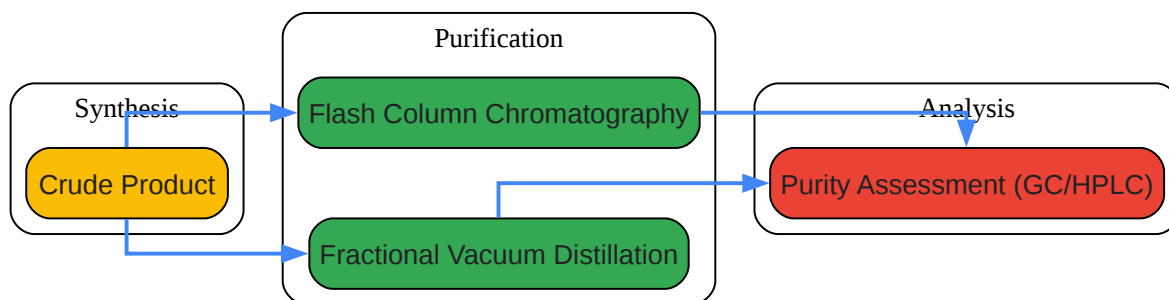 Synthesis
Crude Product
Purification
Flash Column Chromatography
Fractional Vacuum Distillation
Analysis
Purity Assessment (GC/HPLC)